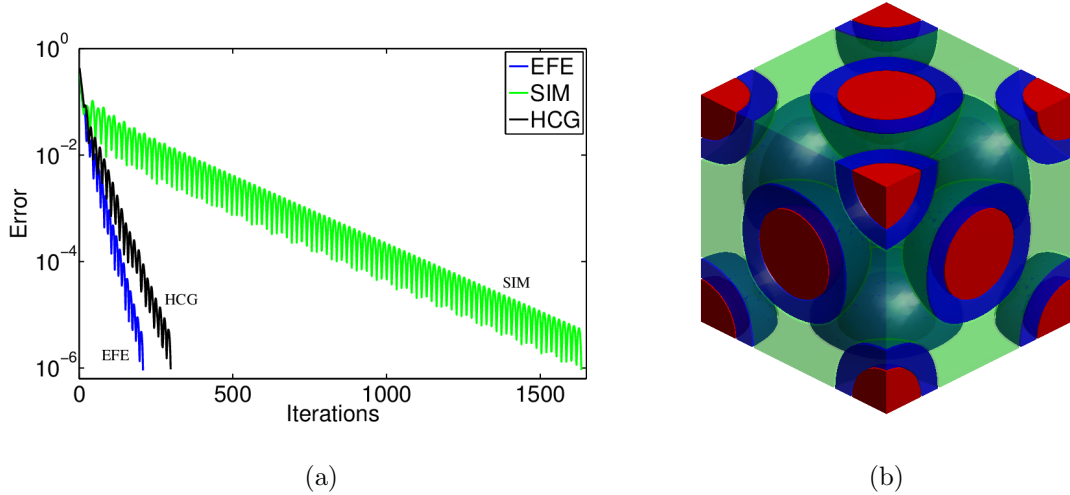 10^0
10^-2
10^-4
10^-6
Error
EFE
SIM
HCG
SIM
HCG
EFE
0
500
1000
1500
Iterations
(a)
(b)